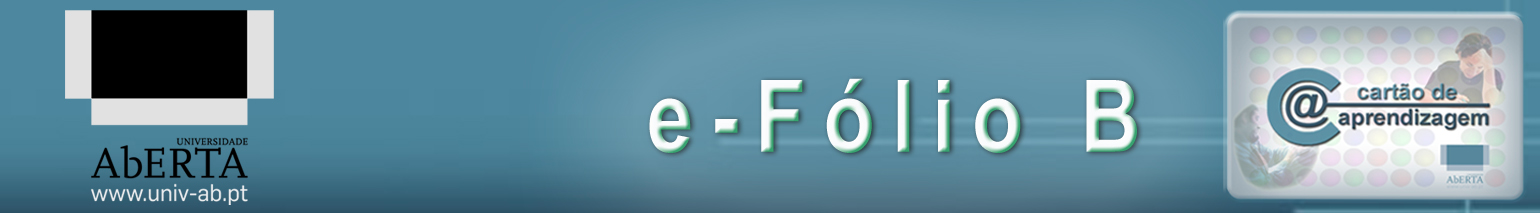 UNIVERSIDADE
AbERTA
www.univ-ab.pt
e-Fólio B
@ cartão de
aprendizagem
AbERTA